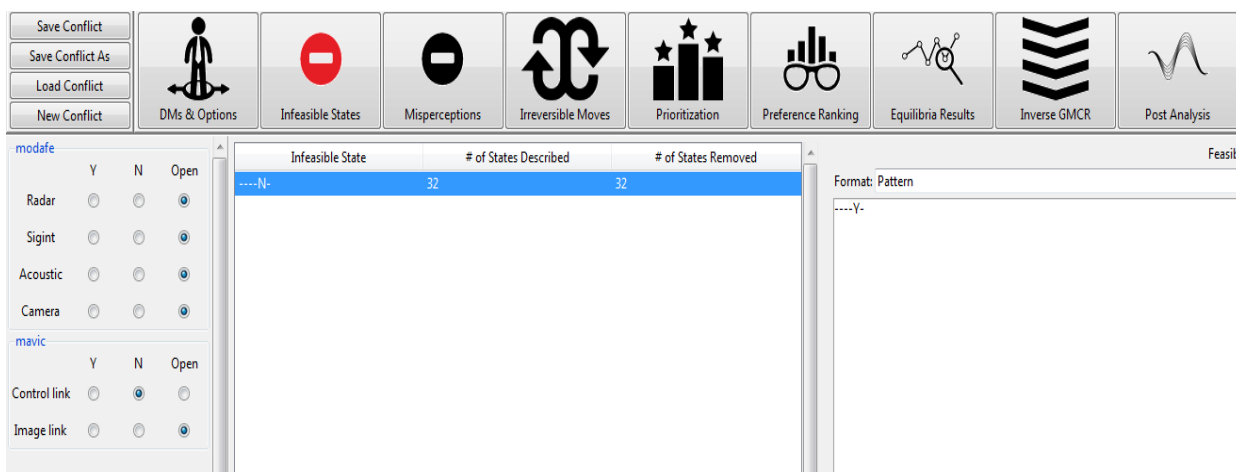 Save Conflict
Save Conflict As
Load Conflict
New Conflict
DMs & Options
Infeasible States
Misperceptions
Irreversible Moves
Prioritization
Preference Ranking
Equilibria Results
Inverse GMCR
Post Analysis
modafe
Y N Open
Radar
Sigint
Acoustic
Camera
mavic
Y N Open
Control link
Image link
Infeasible State # of States Described # of States Removed
----N- 32 32
Feasib
Format: Pattern
----Y-